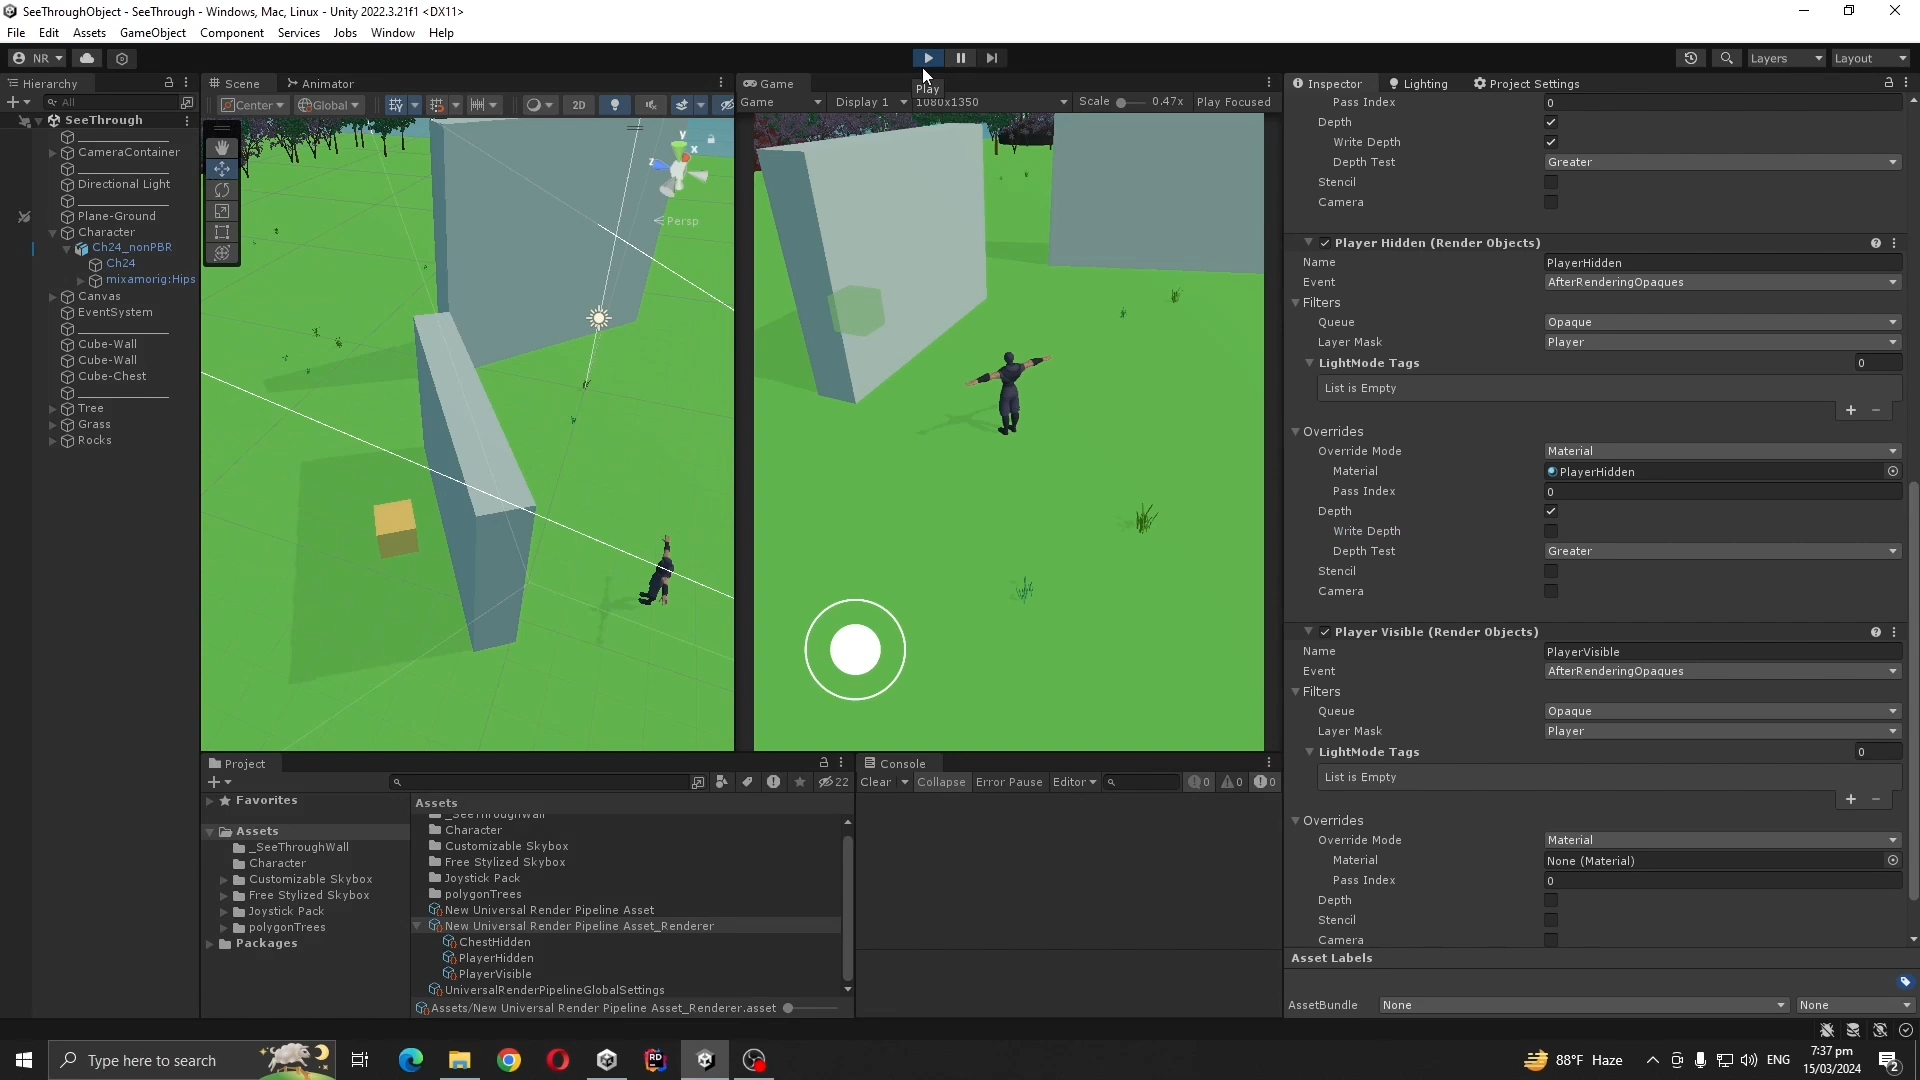 SeeThroughObject - SeeThrough - Windows, Mac, Linux - Unity 2022.3.21f1 <DX11>
File Edit Assets GameObject Component Services Jobs Window Help
NR Layers Layout
Play
Hierarchy
All
SeeThrough
CameraContainer
Directional Light
Plane-Ground
Character
Ch24_nonPBR
Ch24
mixamorig:Hips
Canvas
EventSystem
Cube-Wall
Cube-Wall
Cube-Chest
Tree
Grass
Rocks
Scene Animator
Center Global 2D
y
x
z
Persp
Game
Game Display 1 1080x1350 Scale 0.47x Play Focused
Inspector Lighting Project Settings
Pass Index 0
Depth
Write Depth
Depth Test Greater
Stencil
Camera
Player Hidden (Render Objects)
Name PlayerHidden
Event AfterRenderingOpaques
Filters
Queue Opaque
Layer Mask Player
LightMode Tags 0
List is Empty
Overrides
Override Mode Material
Material PlayerHidden
Pass Index 0
Depth
Write Depth
Depth Test Greater
Stencil
Camera
Player Visible (Render Objects)
Name PlayerVisible
Event AfterRenderingOpaques
Filters
Queue Opaque
Layer Mask Player
LightMode Tags 0
List is Empty
Overrides
Override Mode Material
Material None (Material)
Pass Index 0
Depth
Stencil
Camera
Asset Labels
AssetBundle None None
Project
22
Favorites
Assets
_SeeThroughWall
Character
Customizable Skybox
Free Stylized Skybox
Joystick Pack
polygonTrees
Packages
Assets
_SeeThroughWall
Character
Customizable Skybox
Free Stylized Skybox
Joystick Pack
polygonTrees
New Universal Render Pipeline Asset
New Universal Render Pipeline Asset_Renderer
ChestHidden
PlayerHidden
PlayerVisible
UniversalRenderPipelineGlobalSettings
Assets/New Universal Render Pipeline Asset_Renderer.asset
Console
Clear Collapse Error Pause Editor 0 0 0
Type here to search
RD
88°F Haze ENG
7:37 pm
15/03/2024
2